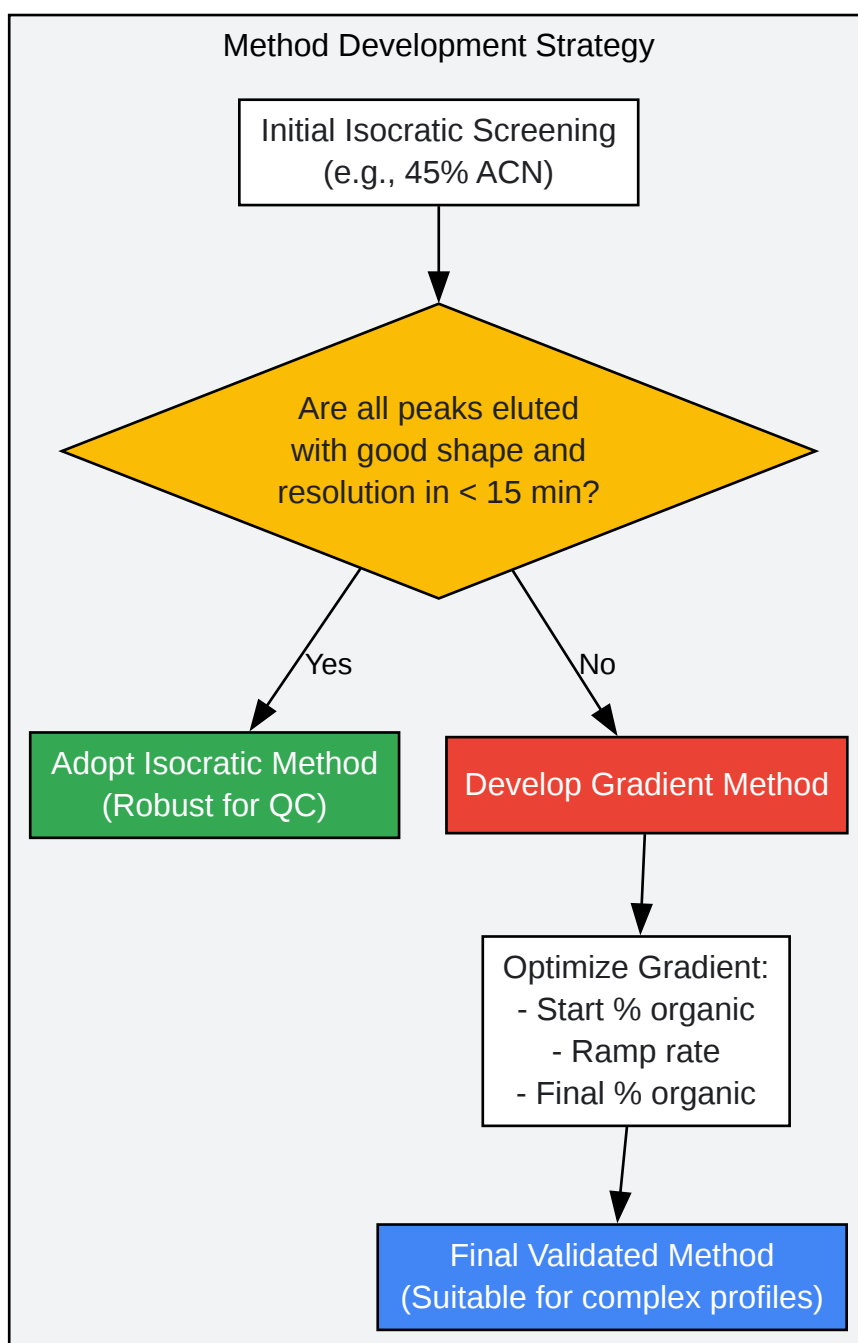 Method Development Strategy
Initial Isocratic Screening
(e.g., 45% ACN)
Are all peaks eluted
with good shape and
resolution in < 15 min?
Yes
No
Adopt Isocratic Method
(Robust for QC)
Develop Gradient Method
Optimize Gradient:
- Start % organic
- Ramp rate
- Final % organic
Final Validated Method
(Suitable for complex profiles)